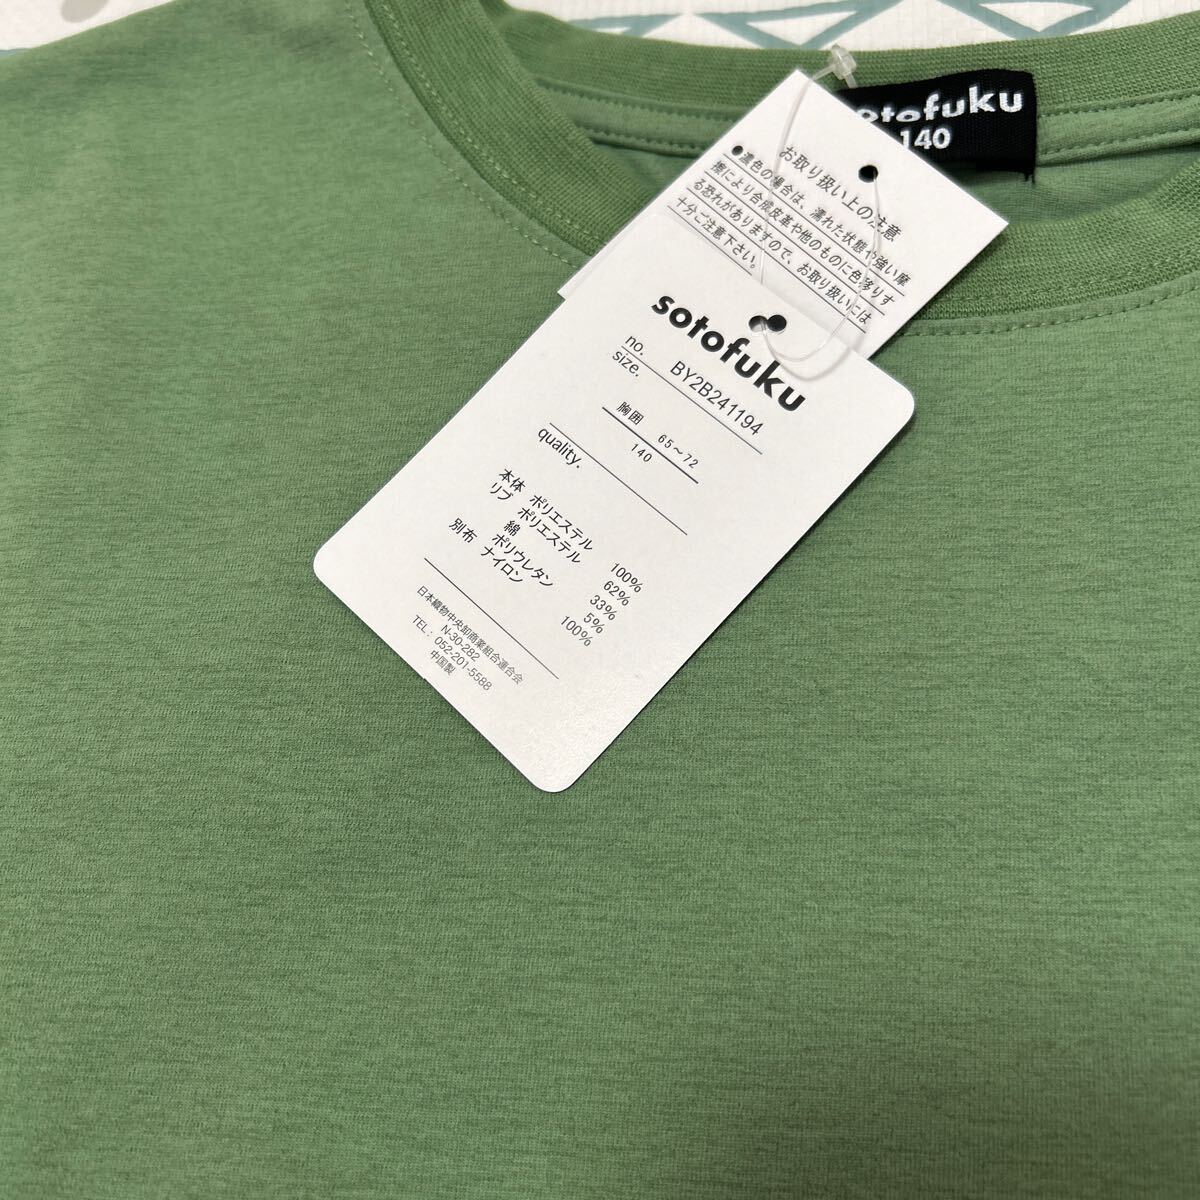 sotofuku
140
お取り扱い上の注意
●濃色の場合は、濡れた状態や強い摩
擦により合成皮革や他のものに色移りす
る恐れがありますので、お取り扱いには
十分ご注意下さい。
sotofuku
no. BY2B241194
size.
胸囲 65～72
140
quality.
本体 ポリエステル 100%
リブ ポリエステル 62%
綿 33%
ポリウレタン 5%
別布 ナイロン 100%
日本織物中央卸商業組合連合会
N-30-282
TEL: 052-201-5588
中国製